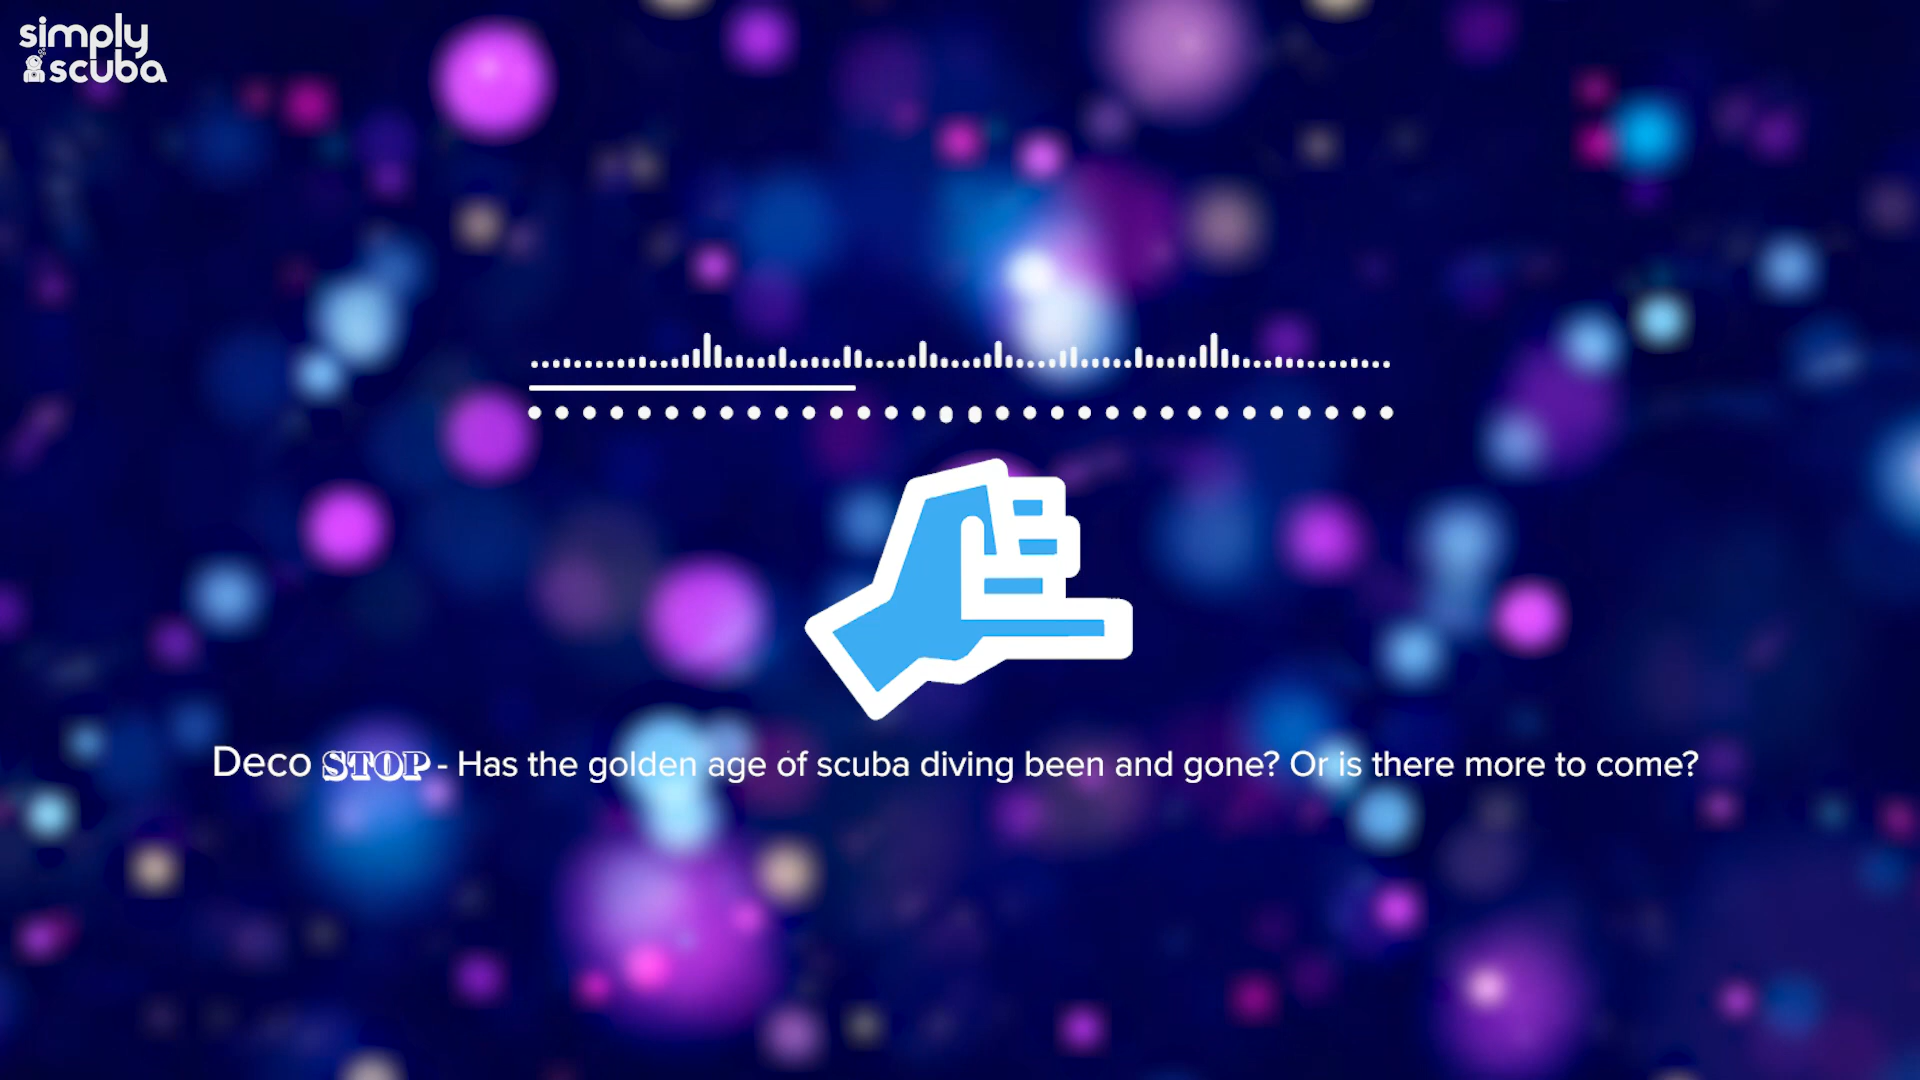 simply
scuba
Deco STOP - Has the golden age of scuba diving been and gone? Or is there more to come?